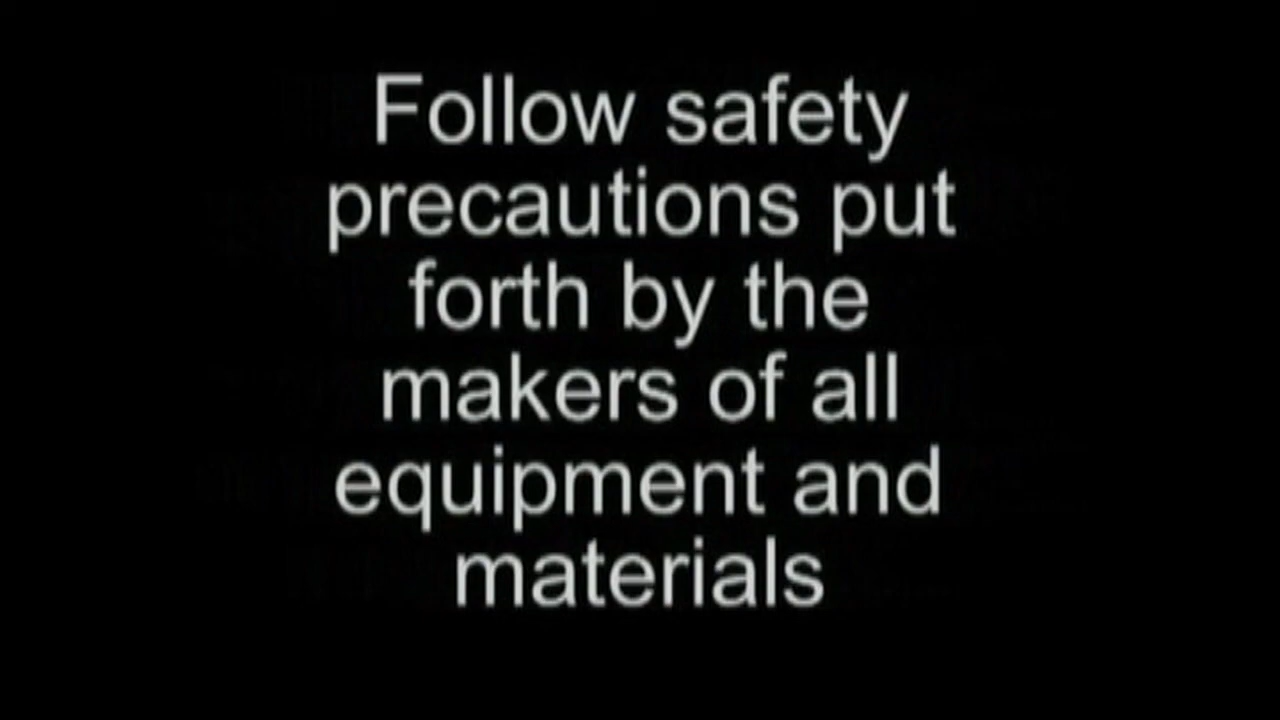 Follow safety
precautions put
forth by the
makers of all
equipment and
materials